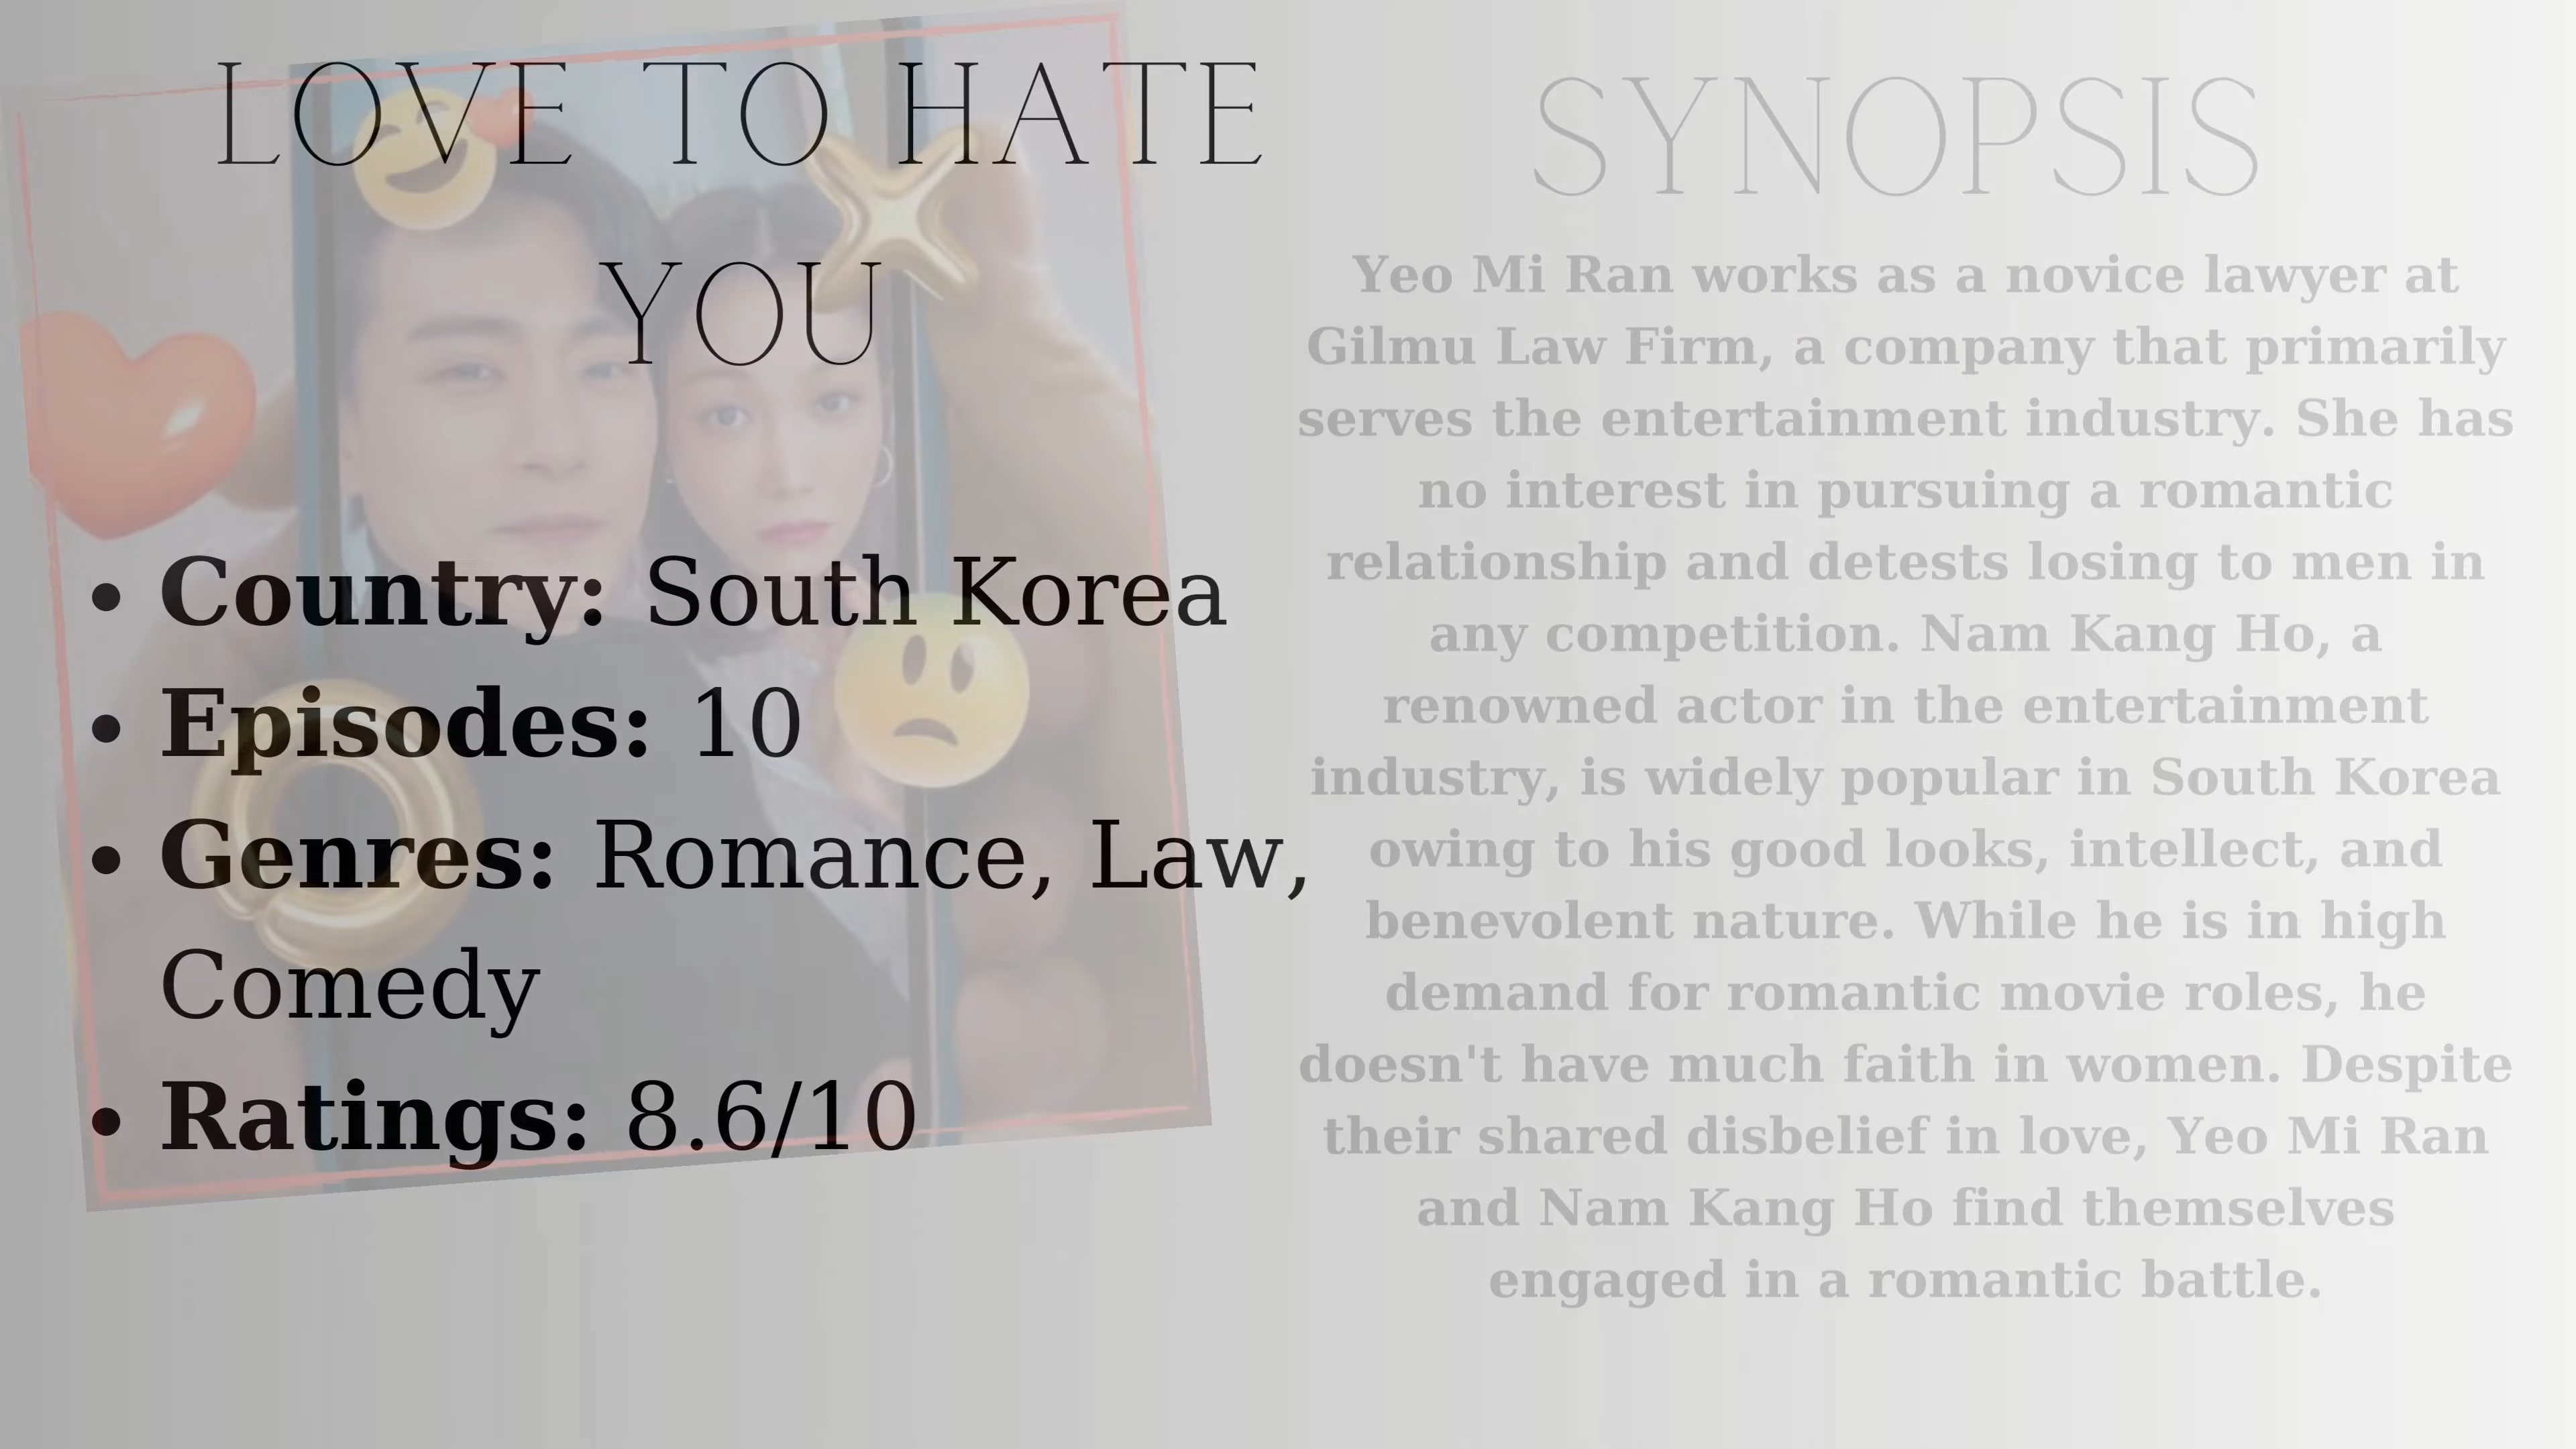 LOVE TO HATE
YOU
• Country: South Korea
• Episodes: 10
• Genres: Romance, Law,
Comedy
• Ratings: 8.6/10
SYNOPSIS
Yeo Mi Ran works as a novice lawyer at
Gilmu Law Firm, a company that primarily
serves the entertainment industry. She has
no interest in pursuing a romantic
relationship and detests losing to men in
any competition. Nam Kang Ho, a
renowned actor in the entertainment
industry, is widely popular in South Korea
owing to his good looks, intellect, and
benevolent nature. While he is in high
demand for romantic movie roles, he
doesn't have much faith in women. Despite
their shared disbelief in love, Yeo Mi Ran
and Nam Kang Ho find themselves
engaged in a romantic battle.